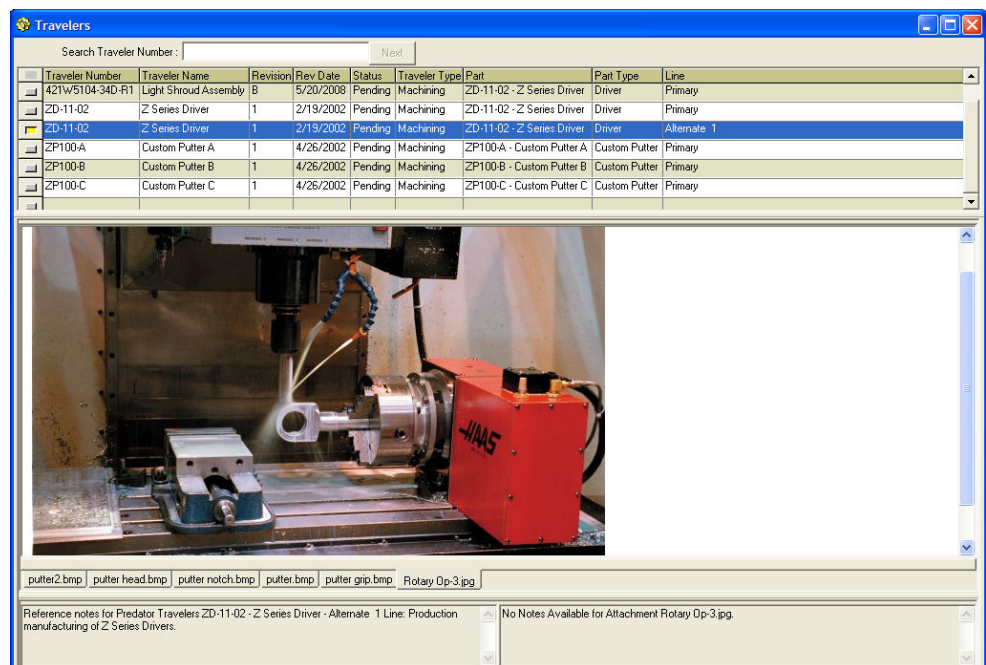 Travelers
Search Traveler Number : Next
Traveler Number Traveler Name Revision Rev Date Status Traveler Type Part Part Type Line
421W5104-34D-R1 Light Shroud Assembly B 5/20/2008 Pending Machining ZD-11-02 - Z Series Driver Driver Primary
ZD-11-02 Z Series Driver 1 2/19/2002 Pending Machining ZD-11-02 - Z Series Driver Driver Primary
ZD-11-02 Z Series Driver 1 2/19/2002 Pending Machining ZD-11-02 - Z Series Driver Driver Alternate 1
ZP100-A Custom Putter A 1 4/26/2002 Pending Machining ZP100-A - Custom Putter A Custom Putter Primary
ZP100-B Custom Putter B 1 4/26/2002 Pending Machining ZP100-B - Custom Putter B Custom Putter Primary
ZP100-C Custom Putter C 1 4/26/2002 Pending Machining ZP100-C - Custom Putter C Custom Putter Primary
HAAS
putter2.bmp putter head.bmp putter notch.bmp putter.bmp putter grip.bmp Rotary Op-3.jpg
Reference notes for Predator Travelers ZD-11-02 - Z Series Driver - Alternate 1 Line: Production
manufacturing of Z Series Drivers.
No Notes Available for Attachment Rotary Op-3.jpg.